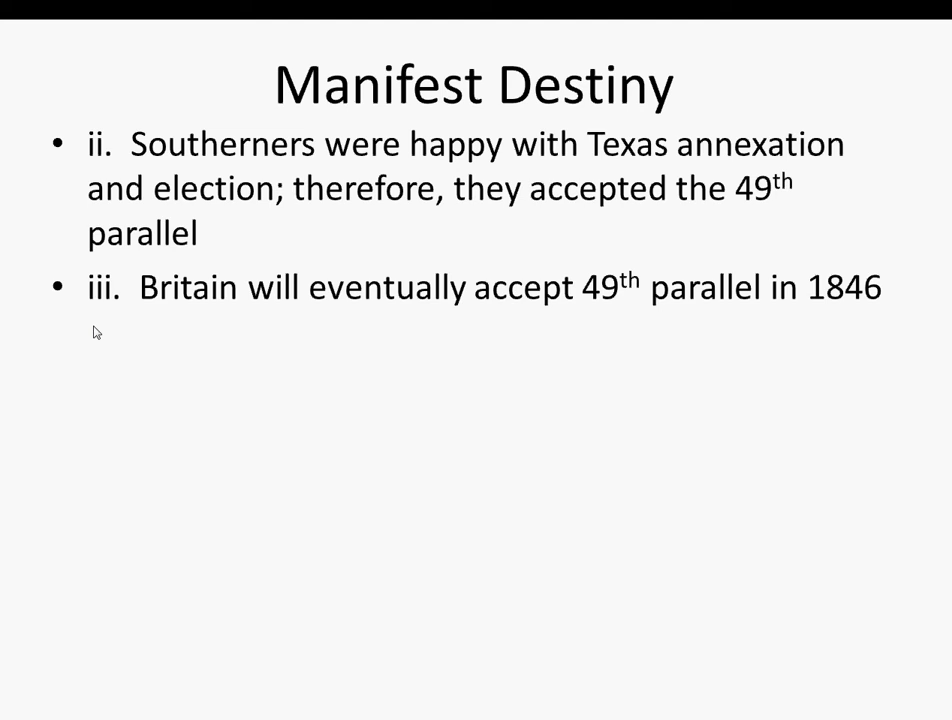 Manifest Destiny
• ii. Southerners were happy with Texas annexation
and election; therefore, they accepted the 49th
parallel
• iii. Britain will eventually accept 49th parallel in 1846